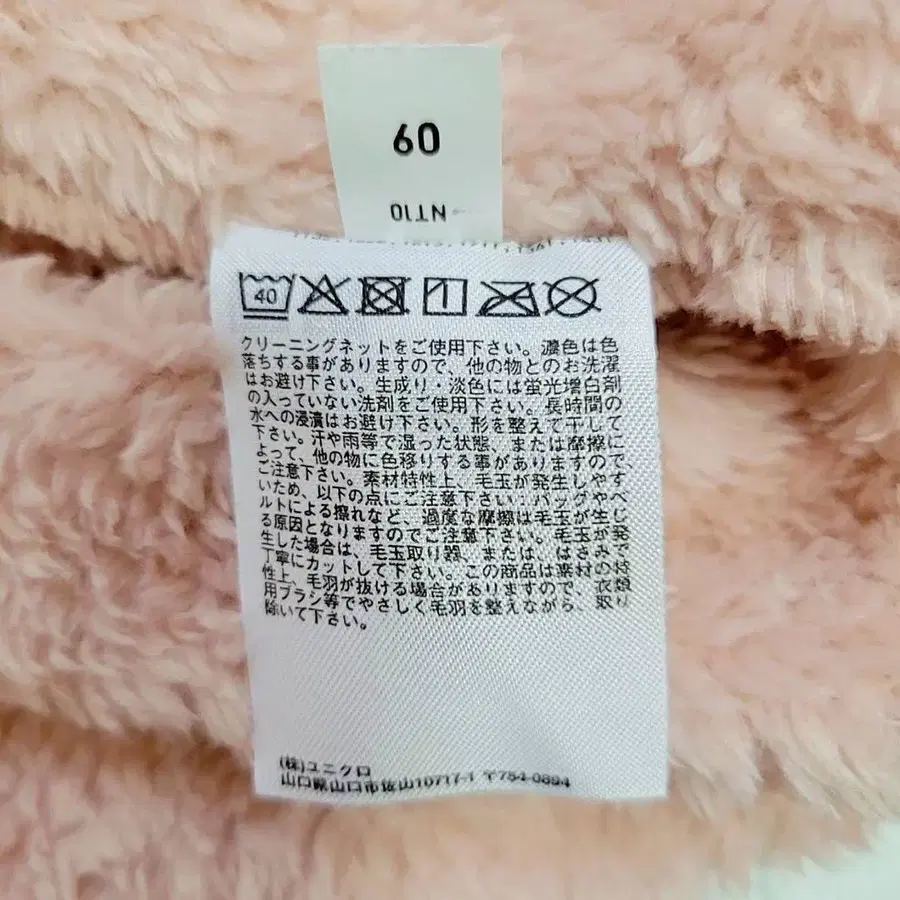 NT10
40
クリーニングネットをご使用下さい。濃色は色
落ちする事がありますので、他の物とのお洗濯
はお避け下さい。生成り・淡色には蛍光増白剤
の入っていない洗剤をご使用下さい。長時間の
水への浸漬はお避け下さい。形を整えて干して
下さい。汗や雨等で湿った状態、または摩擦に
よって、他の物に色移りする事がありますので、
ご注意下さい。素材特性上、毛玉が発生しやす
いため、以下の点にご注意下さい：バッグやベ
ルトによる擦れなど、過度な摩擦は毛玉が生じ
る原因となりますのでご注意下さい。毛玉が発
生した場合は、毛玉取り器、または、はさみで
丁寧にカットして下さい。この商品は素材の特
性上、毛羽が抜ける場合がありますので、衣類
用ブラシ等でやさしく毛羽を整えながら、取り
除いて下さい。
(株)ユニクロ
山口県山口市佐山10717-1 〒754-0894